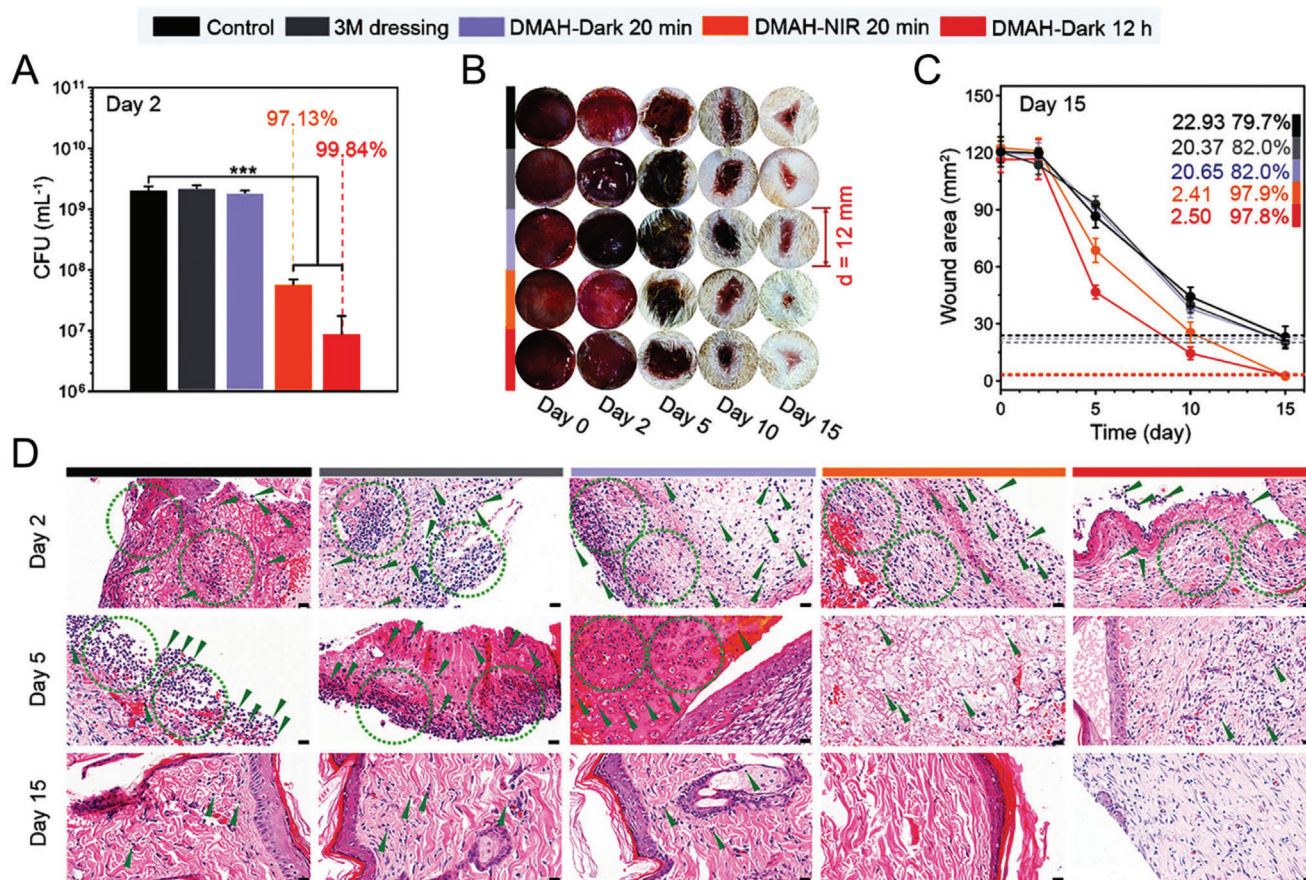 Control 3M dressing DMAH-Dark 20 min DMAH-NIR 20 min DMAH-Dark 12 h
A
Day 2
97.13%
99.84%
***
10¹¹
10¹⁰
10⁹
10⁸
10⁷
10⁶
CFU (mL⁻¹)
B
d = 12 mm
Day 0 Day 2 Day 5 Day 10 Day 15
C
Day 15
22.93 79.7%
20.37 82.0%
20.65 82.0%
2.41 97.9%
2.50 97.8%
150
120
90
60
30
0
Wound area (mm²)
0 5 10 15
Time (day)
D
Day 2
Day 5
Day 15